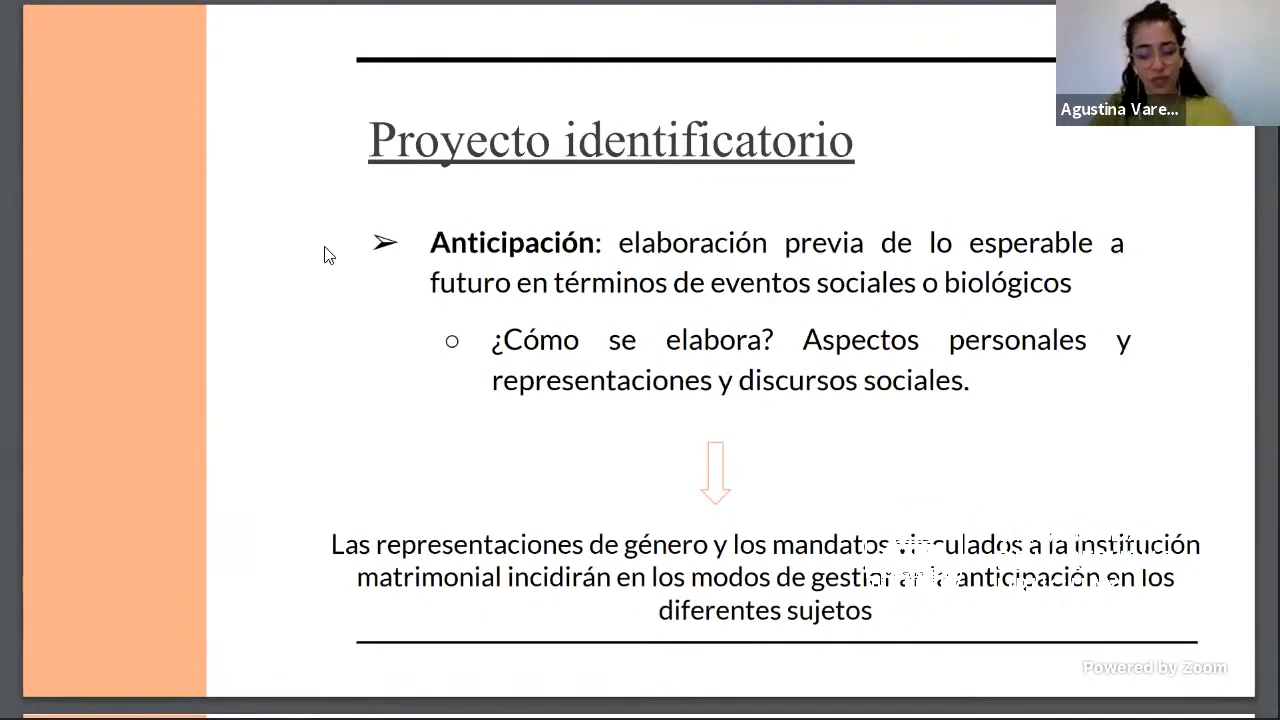 Agustina Vare...
Proyecto identificatorio
➢ Anticipación: elaboración previa de lo esperable a
futuro en términos de eventos sociales o biológicos
○ ¿Cómo se elabora? Aspectos personales y
representaciones y discursos sociales.
Las representaciones de género y los mandatos vinculados a la institución
matrimonial incidirán en los modos de gestionar la anticipación en los
diferentes sujetos
Powered by Zoom